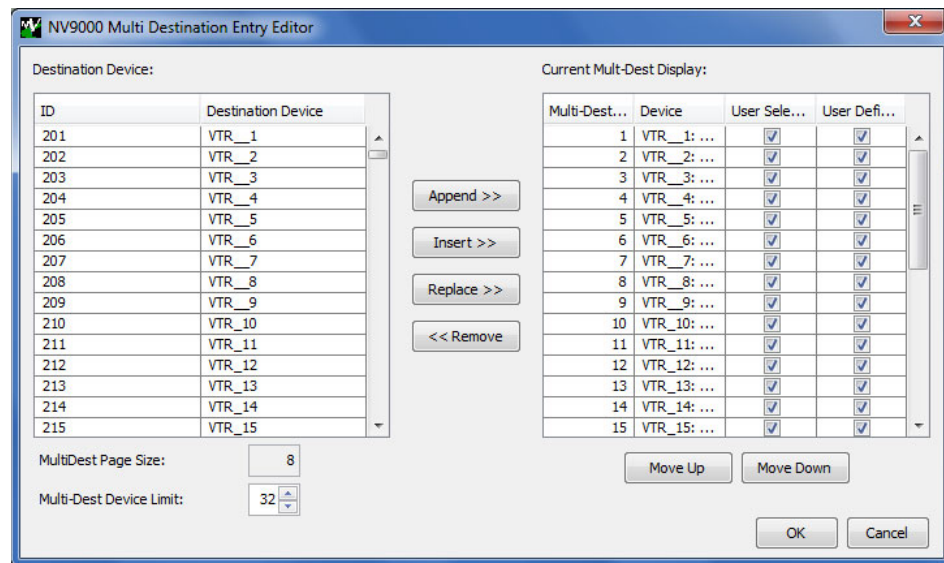 NV9000 Multi Destination Entry Editor
Destination Device: Current Mult-Dest Display:
ID Destination Device Multi-Dest... Device User Sele... User Defi...
201 VTR__1 1 VTR__1: ...
202 VTR__2 2 VTR__2: ...
203 VTR__3 3 VTR__3: ...
204 VTR__4 4 VTR__4: ...
Append >>
205 VTR__5 5 VTR__5: ...
206 VTR__6 6 VTR__6: ...
Insert >>
207 VTR__7 7 VTR__7: ...
208 VTR__8 8 VTR__8: ...
Replace >>
209 VTR__9 9 VTR__9: ...
210 VTR_10 10 VTR_10: ...
<< Remove
211 VTR_11 11 VTR_11: ...
212 VTR_12 12 VTR_12: ...
213 VTR_13 13 VTR_13: ...
214 VTR_14 14 VTR_14: ...
215 VTR_15 15 VTR_15: ...
MultiDest Page Size: 8
Move Up Move Down
Multi-Dest Device Limit: 32
OK Cancel